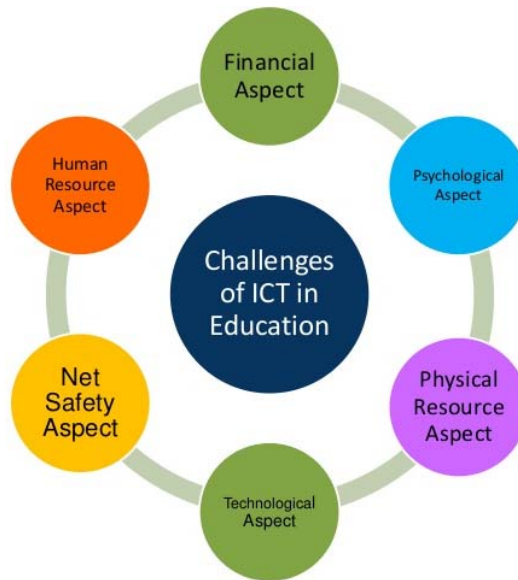 Financial
Aspect
Psychological
Aspect
Physical
Resource
Aspect
Technological
Aspect
Net
Safety
Aspect
Human
Resource
Aspect
Challenges
of ICT in
Education